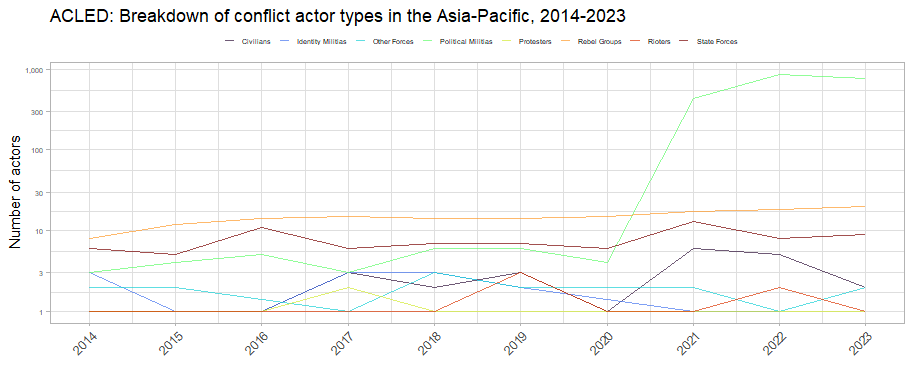 ACLED: Breakdown of conflict actor types in the Asia-Pacific, 2014-2023
Civilians Identity Militias Other Forces Political Militias Protesters Rebel Groups Rioters State Forces
Number of actors
1,000
300
100
30
10
3
1
2014 2015 2016 2017 2018 2019 2020 2021 2022 2023